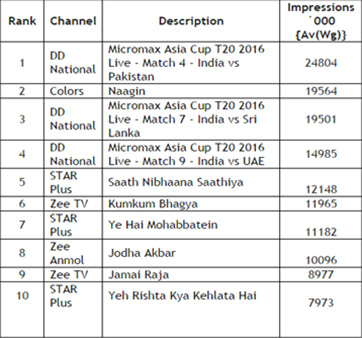 Rank Channel Description Impressions
´000
{Av(Wg)}
1 DD
National Micromax Asia Cup T20 2016
Live - Match 4 - India vs
Pakistan 24804
2 Colors Naagin 19564
3 DD
National Micromax Asia Cup T20 2016
Live - Match 7 - India vs Sri
Lanka 19501
4 DD
National Micromax Asia Cup T20 2016
Live - Match 9 - India vs UAE 14985
5 STAR
Plus Saath Nibhaana Saathiya 12148
6 Zee TV Kumkum Bhagya 11965
7 STAR
Plus Ye Hai Mohabbatein 11182
8 Zee
Anmol Jodha Akbar 10096
9 Zee TV Jamai Raja 8977
10 STAR
Plus Yeh Rishta Kya Kehlata Hai 7973